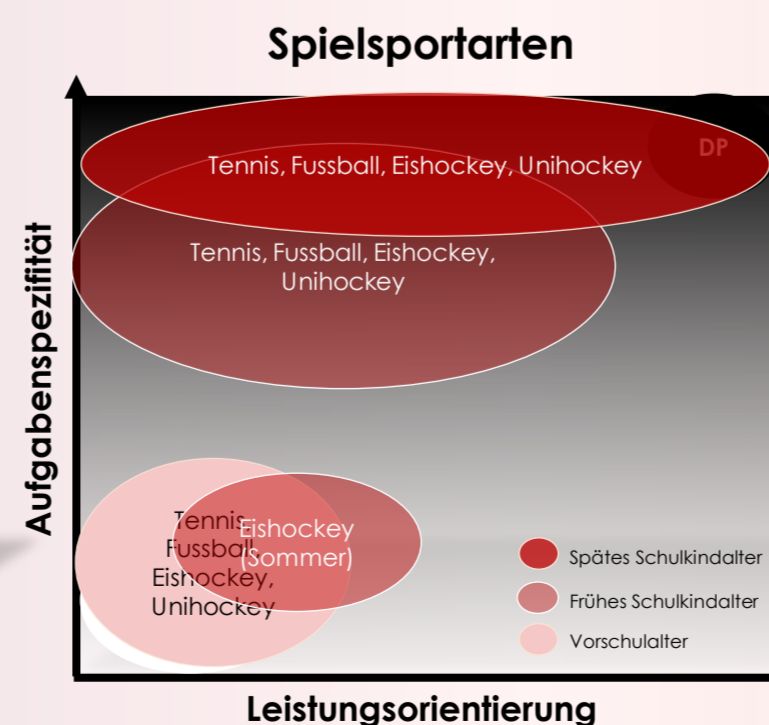 Spielsportarten
DP
Tennis, Fussball, Eishockey, Unihockey
Tennis, Fussball, Eishockey,
Unihockey
Aufgabenspezifität
Tennis,
Fussball,
Eishockey,
Unihockey
Eishockey
(Sommer)
Spätes Schulkindalter
Frühes Schulkindalter
Vorschulalter
Leistungsorientierung